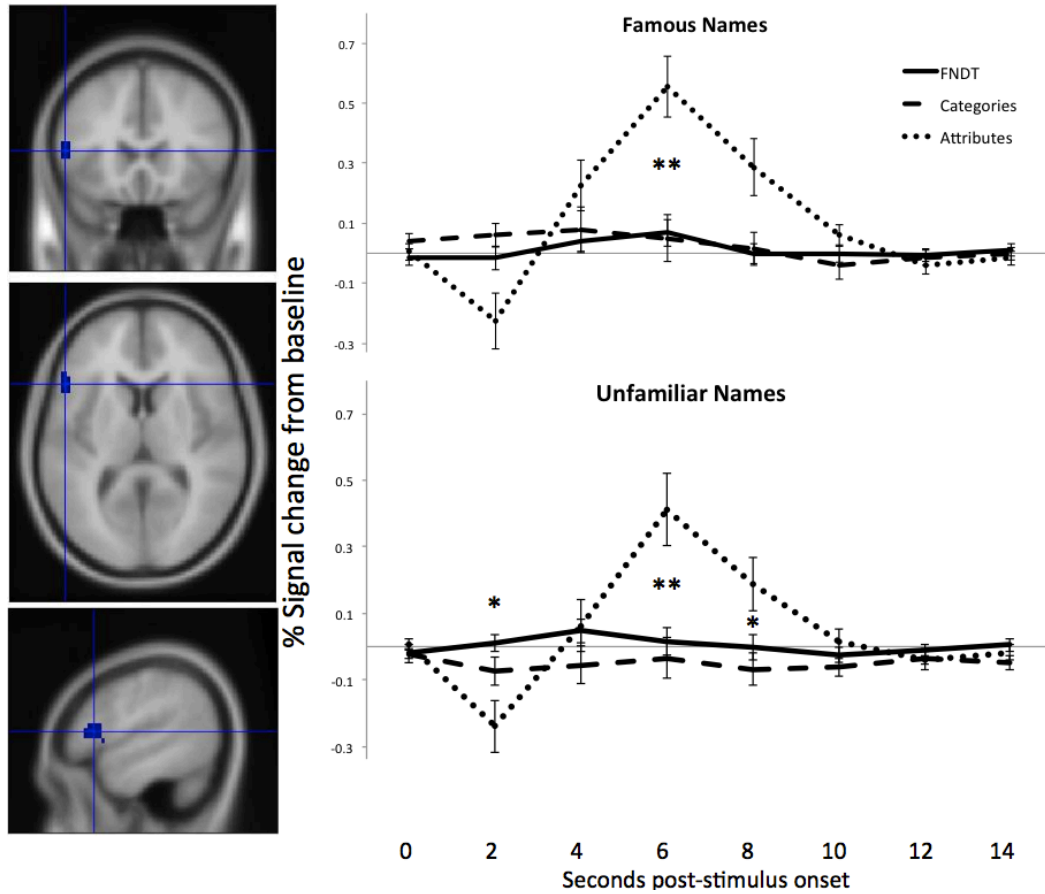 Famous Names
0.7
0.5
0.3
0.1
-0.1
-0.3
FNDT
Categories
Attributes
**
% Signal change from baseline
Unfamiliar Names
0.7
0.5
0.3
0.1
-0.1
-0.3
*
**
*
0 2 4 6 8 10 12 14
Seconds post-stimulus onset